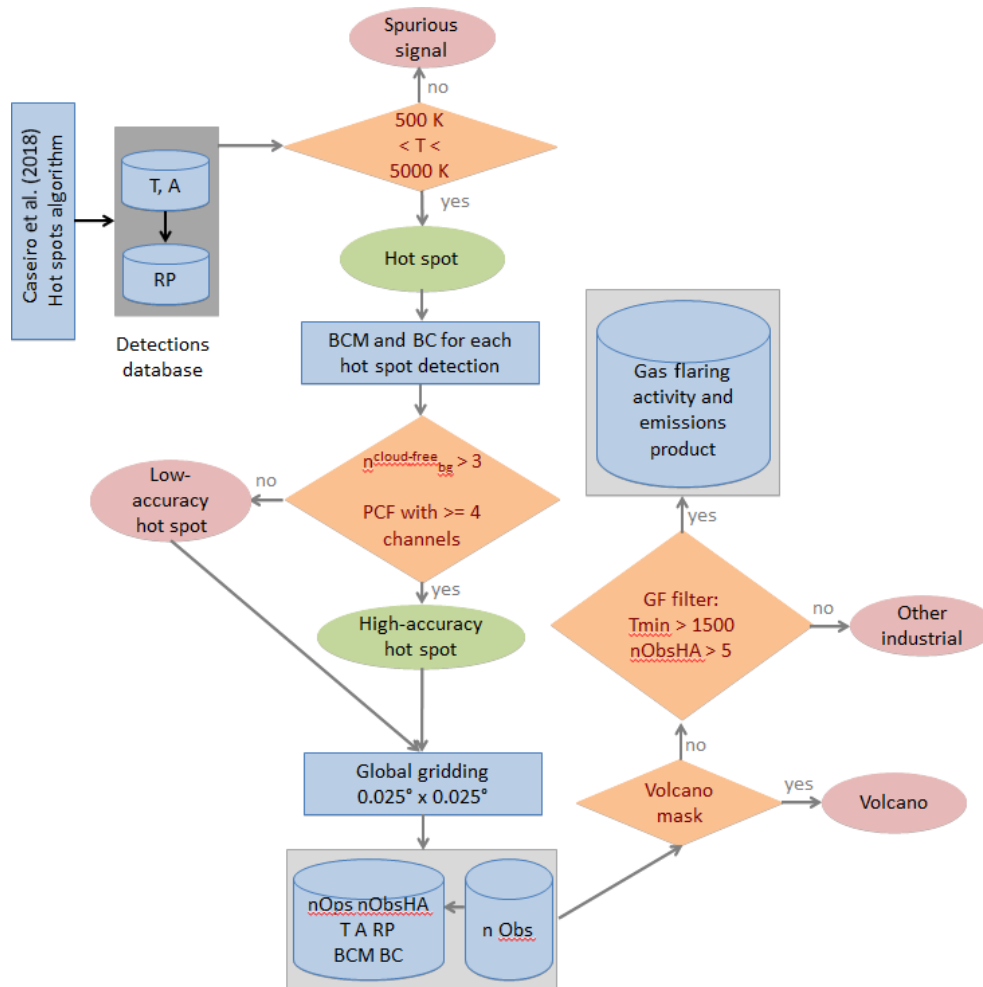 Spurious
signal
no
500 K
< T <
5000 K
yes
Caseiro et al. (2018)
Hot spots algorithm
T, A
RP
Detections
database
Hot spot
BCM and BC for each
hot spot detection
n^cloud-free_bg > 3
PCF with >= 4
channels
no
Low-
accuracy
hot spot
yes
High-accuracy
hot spot
Global gridding
0.025° x 0.025°
nOps nObsHA
T A RP
BCM BC
n Obs
Volcano
mask
yes
Volcano
no
GF filter:
Tmin > 1500
nObsHA > 5
no
Other
industrial
yes
Gas flaring
activity and
emissions
product